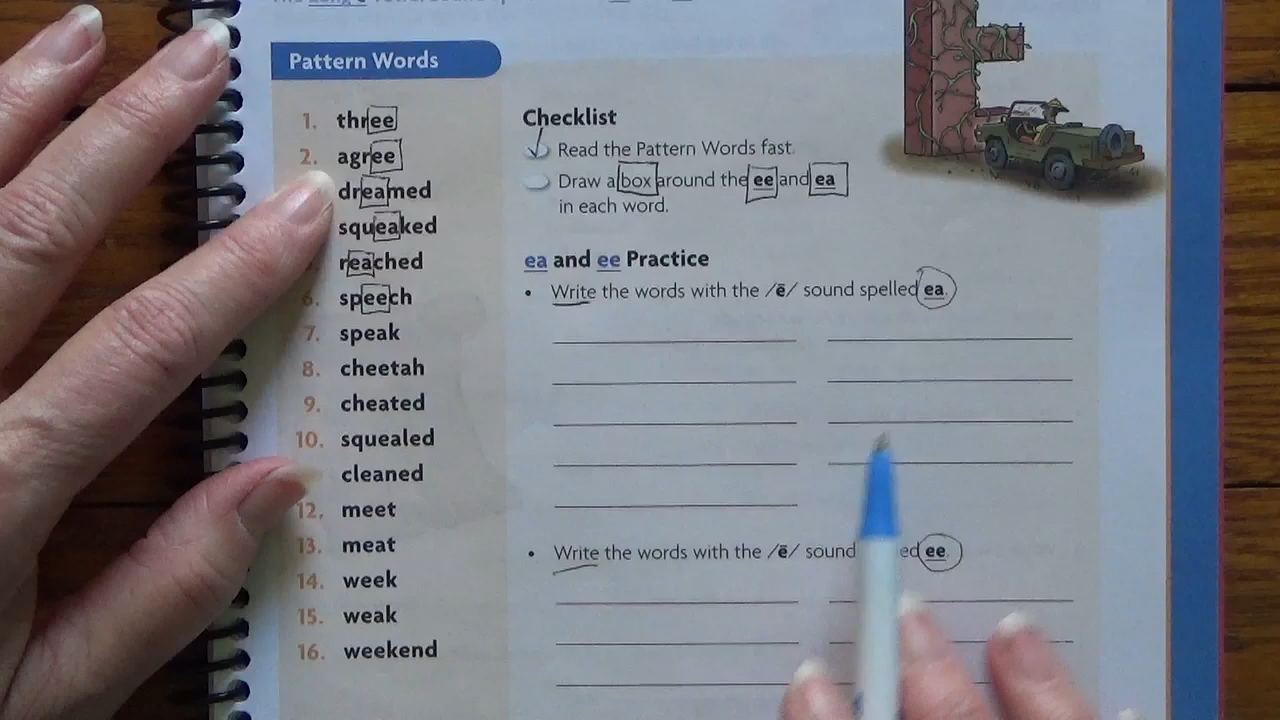 Pattern Words
1. three
2. agree
dreamed
squeaked
reached
6. speech
7. speak
8. cheetah
9. cheated
10. squealed
cleaned
12. meet
13. meat
14. week
15. weak
16. weekend
Checklist
Read the Pattern Words fast.
Draw a box around the ee and ea
in each word.
ea and ee Practice
• Write the words with the /ē/ sound spelled ea.
• Write the words with the /ē/ sound ed ee.